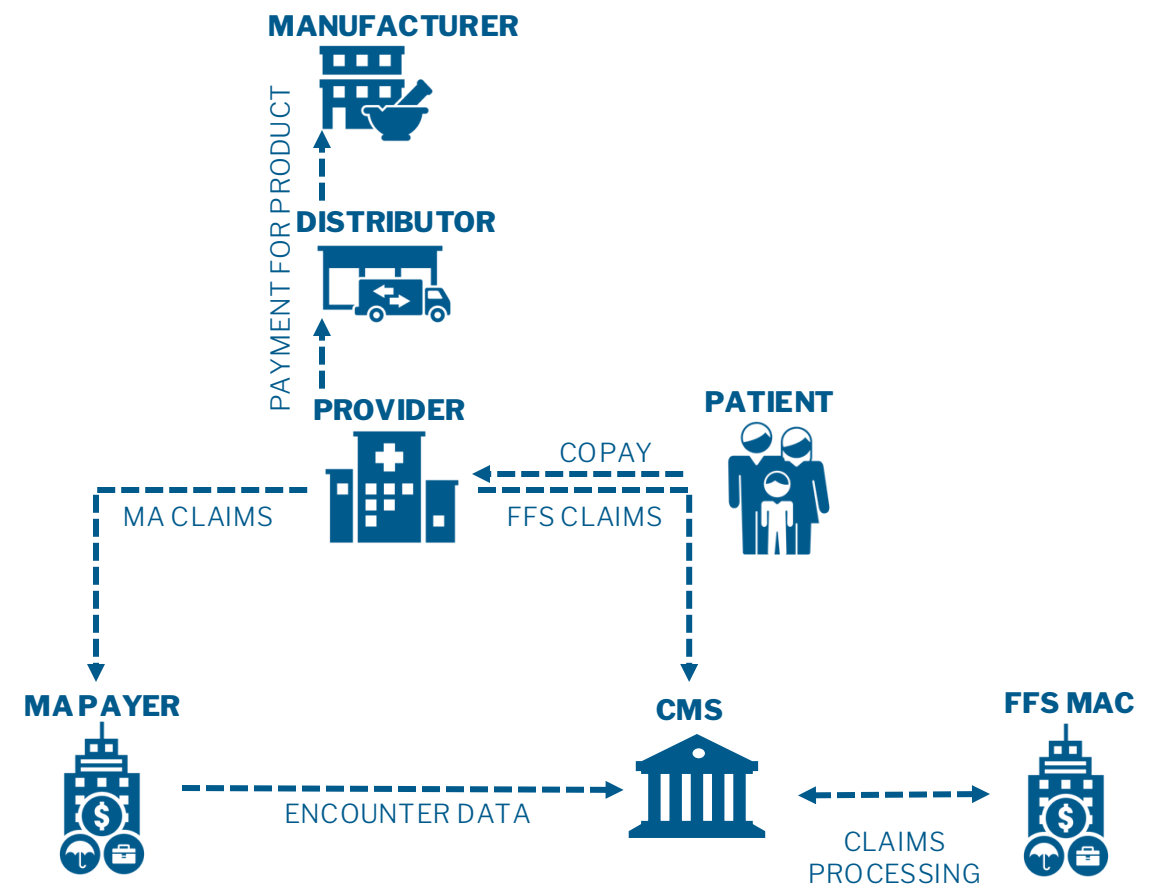 MANUFACTURER
PAYMENT FOR PRODUCT
DISTRIBUTOR
PROVIDER
PATIENT
COPAY
MA CLAIMS
FFS CLAIMS
MA PAYER
CMS
FFS MAC
$
$
ENCOUNTER DATA
CLAIMS
PROCESSING